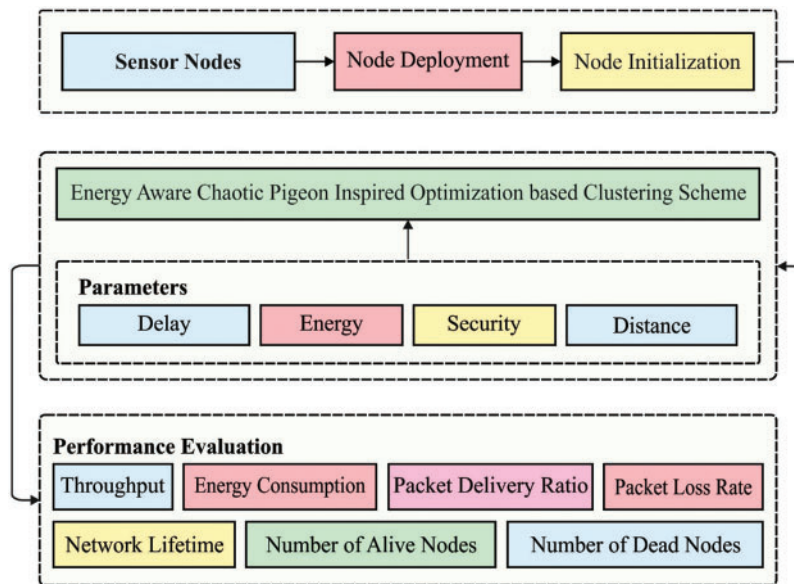 Sensor Nodes
Node Deployment
Node Initialization
Energy Aware Chaotic Pigeon Inspired Optimization based Clustering Scheme
Parameters
Delay
Energy
Security
Distance
Performance Evaluation
Throughput
Energy Consumption
Packet Delivery Ratio
Packet Loss Rate
Network Lifetime
Number of Alive Nodes
Number of Dead Nodes